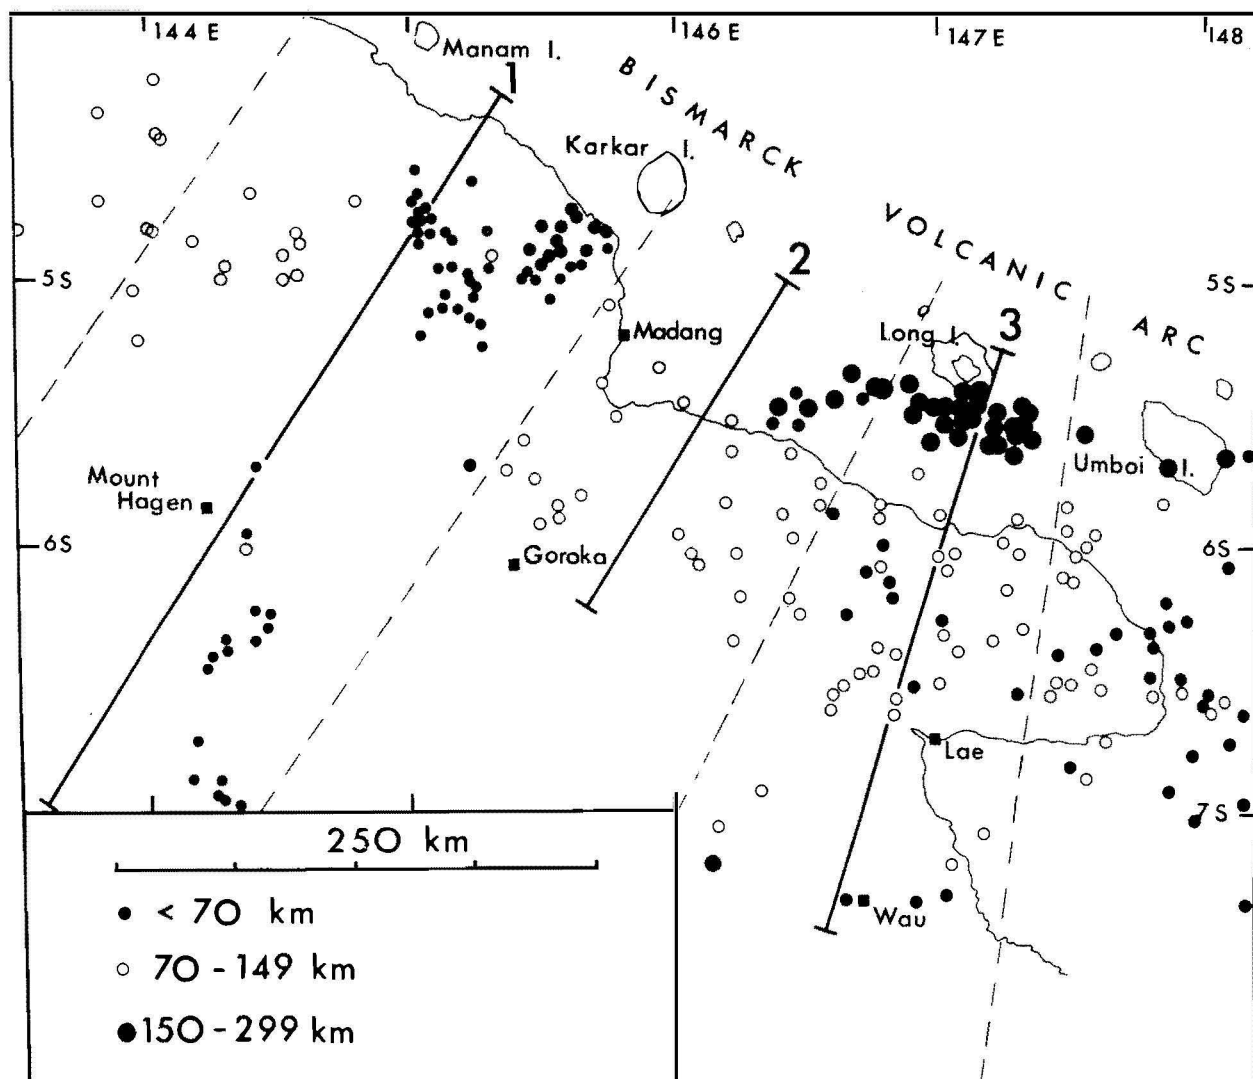 144 E
146 E
147 E
148
Manam I.
1
BISMARCK
Karkar I.
VOLCANIC
2
5S
5S
ARC
Long I.
3
Madang
Mount
Hagen
Umboi I.
6S
6S
Goroka
Lae
7S
250 km
< 70 km
Wau
70 - 149 km
150 - 299 km